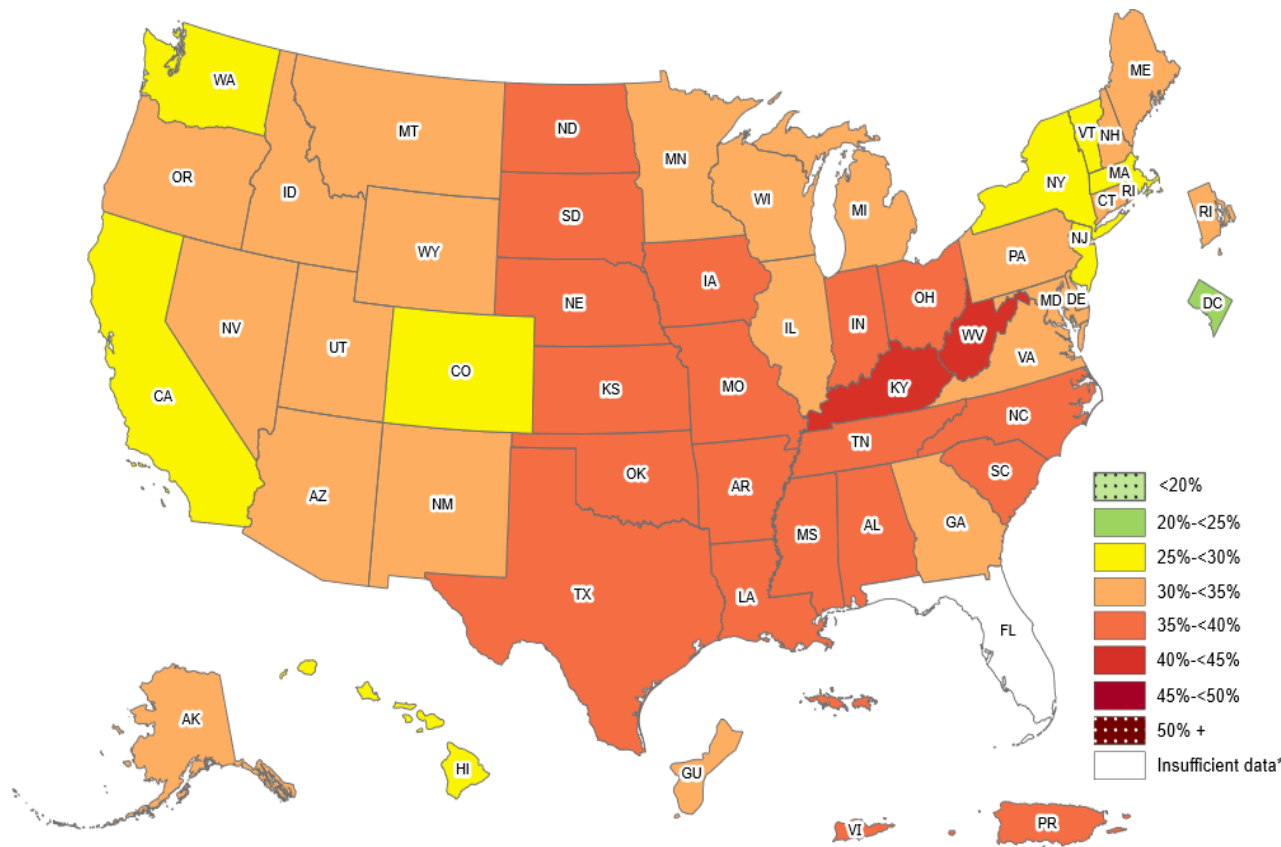 WA
MT
ND
MN
ME
VT
NH
OR
ID
WI
NY
MA
RI
SD
MI
CT
RI
WY
NJ
PA
IA
NE
OH
MD
DE
DC
IL
IN
NV
UT
WV
CO
VA
CA
KS
MO
KY
NC
TN
OK
SC
AZ
NM
AR
GA
MS
AL
TX
LA
FL
AK
HI
GU
VI
PR
<20%
20%-<25%
25%-<30%
30%-<35%
35%-<40%
40%-<45%
45%-<50%
50% +
Insufficient data*